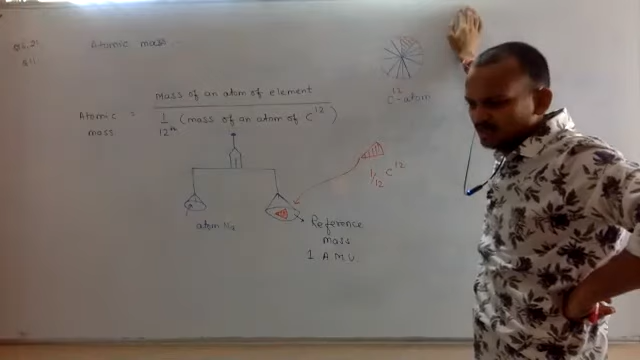 Atomic mass :-
Atomic mass = Mass of an atom of element
1/12th (mass of an atom of C12)
12
C-atom
1/12 C12
atom
Reference
mass
1 A M U